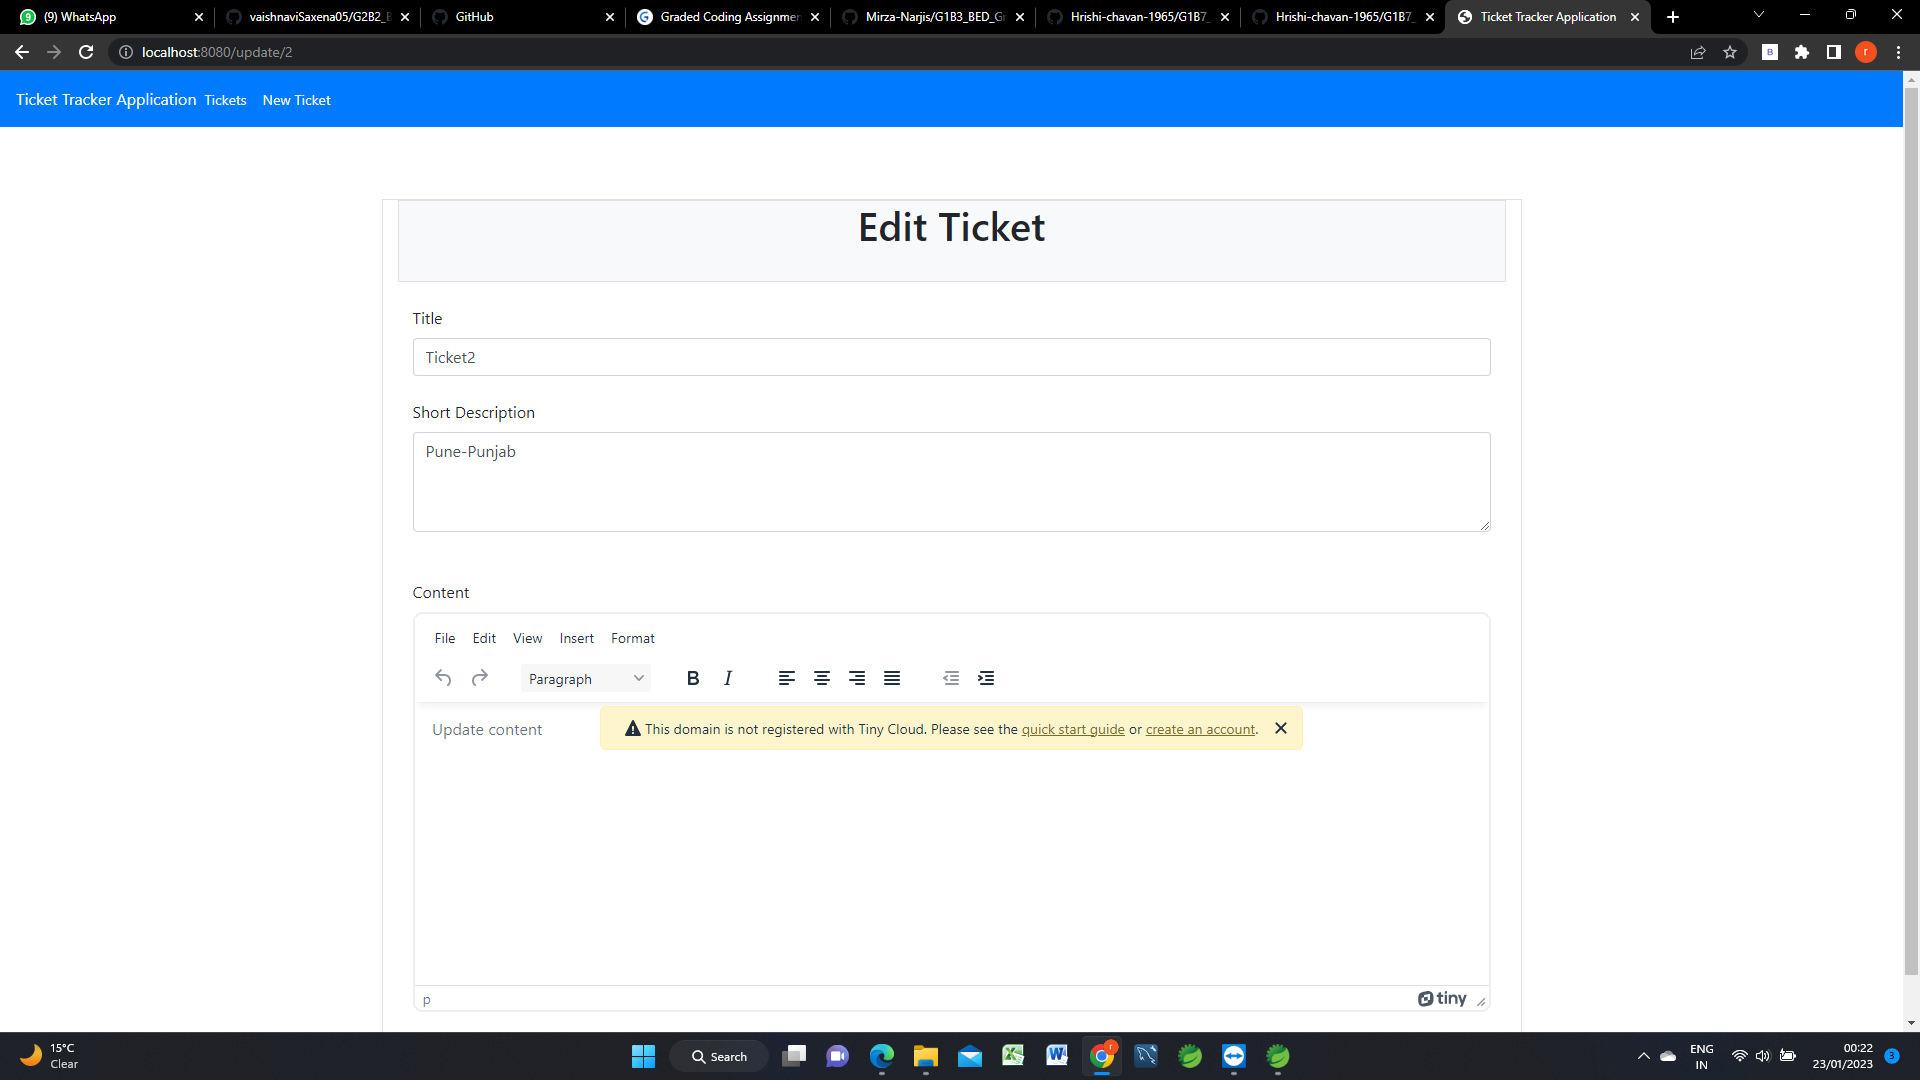 (9) WhatsApp
vaishnaviSaxena05/G2B2_B
GitHub
Graded Coding Assignmen
Mirza-Narjis/G1B3_BED_Gr
Hrishi-chavan-1965/G1B7_
Hrishi-chavan-1965/G1B7_
Ticket Tracker Application
localhost:8080/update/2
B
r
Ticket Tracker Application Tickets New Ticket
Edit Ticket
Title
Ticket2
Short Description
Pune-Punjab
Content
File Edit View Insert Format
Paragraph B I
Update content
This domain is not registered with Tiny Cloud. Please see the quick start guide or create an account.
p
tiny
15°C
Clear
Search
ENG
IN
00:22
23/01/2023
3